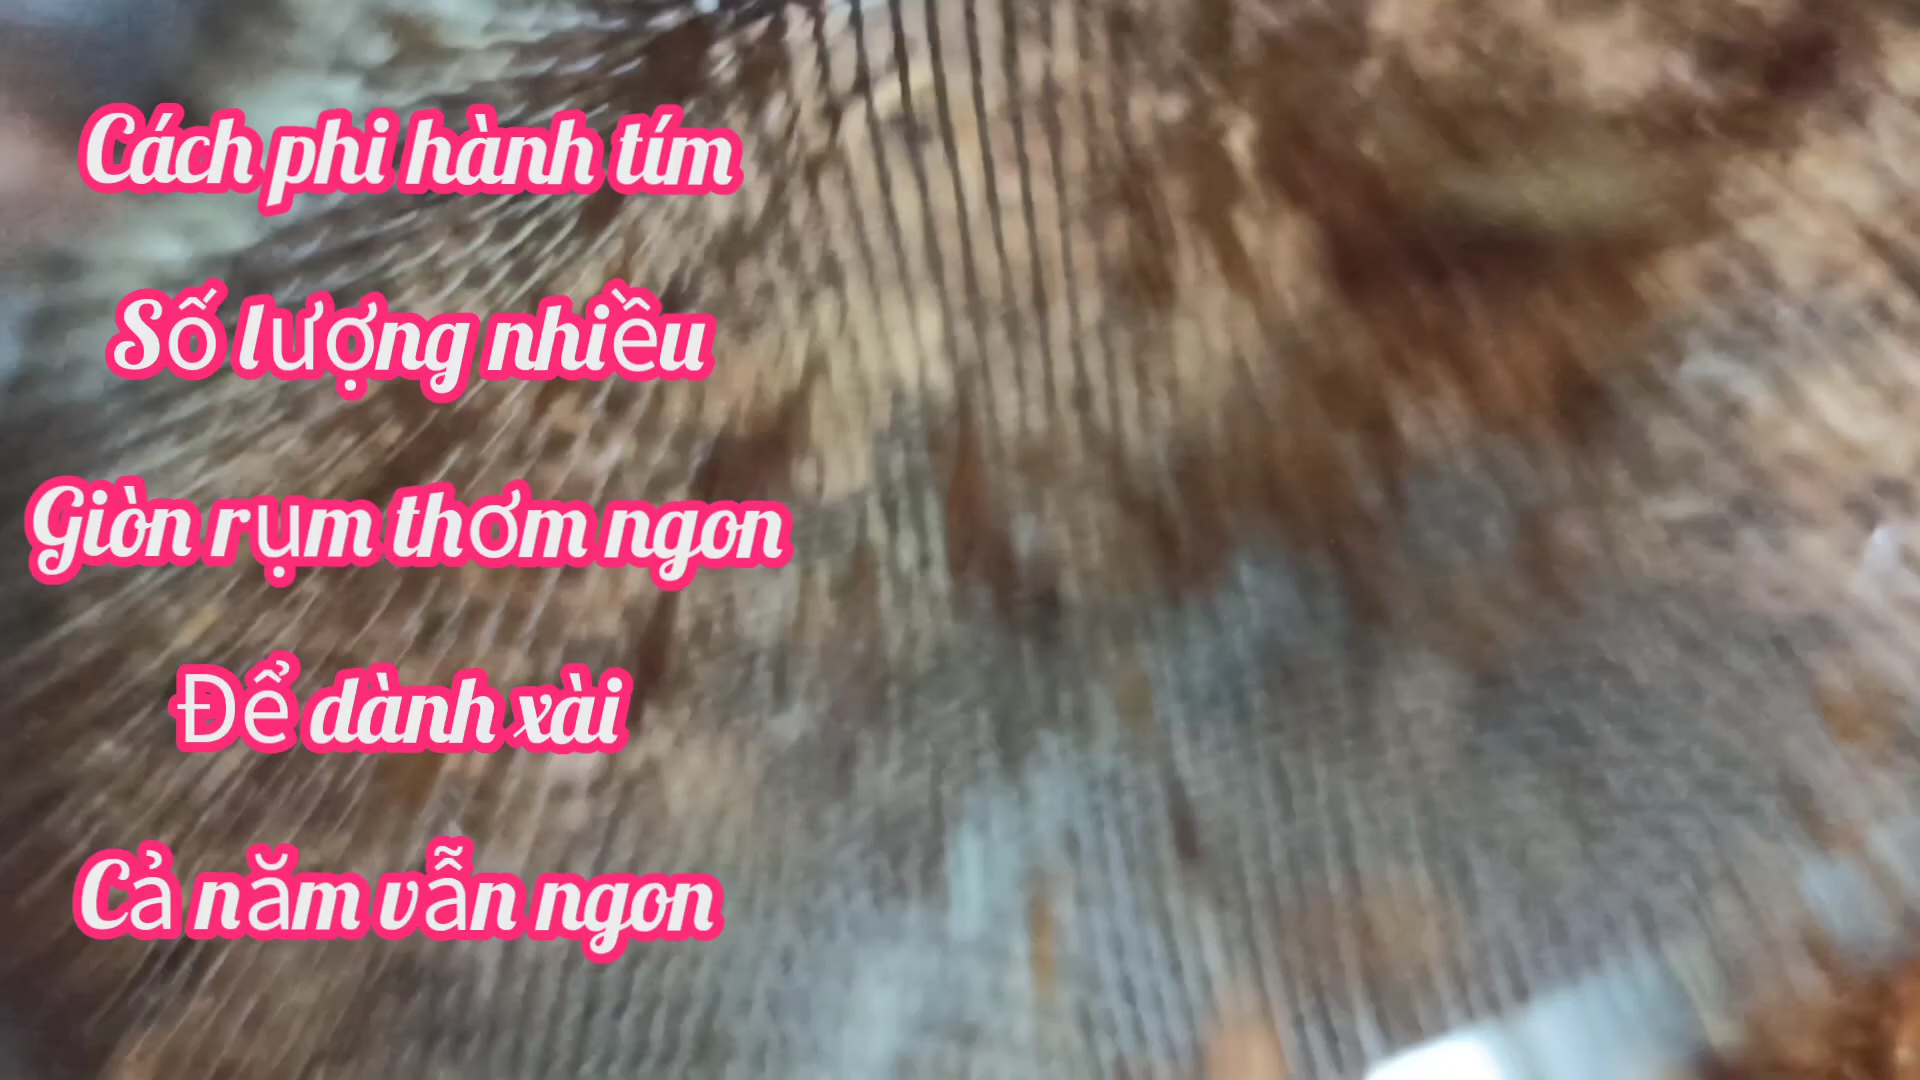 Cách phi hành tím
Số lượng nhiều
Giòn rụm thơm ngon
Để dành xài
Cả năm vẫn ngon